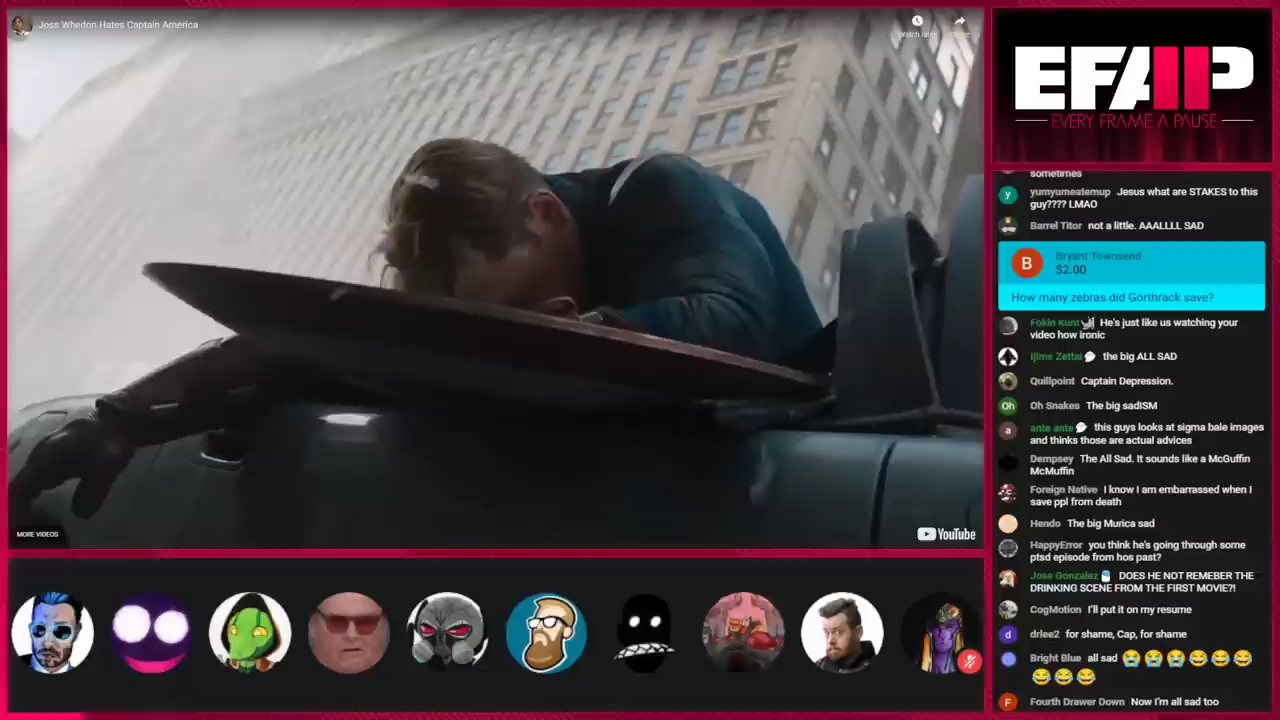 Joss Whedon Hates Captain America
Watch later
Share
MORE VIDEOS
YouTube
EFAP
EVERY FRAME A PAUSE
sometimes
yumyumeatemup Jesus what are STAKES to this
guy???? LMAO
Barrel Titor not a little. AAALLLL SAD
B
Bryant Townsend
$2.00
How many zebras did Gorthrack save?
Fokin Kunt He's just like us watching your
video how ironic
ijime Zettai the big ALL SAD
Quillpoint Captain Depression.
Oh Snakes The big sadISM
ante ante this guys looks at sigma bale images
and thinks those are actual advices
Dempsey The All Sad. It sounds like a McGuffin
McMuffin
Foreign Native I know I am embarrassed when I
save ppl from death
Hendo The big Murica sad
HappyError you think he's going through some
ptsd episode from hos past?
Jose Gonzalez DOES HE NOT REMEBER THE
DRINKING SCENE FROM THE FIRST MOVIE?!
CogMotion I'll put it on my resume
drlee2 for shame, Cap, for shame
Bright Blue all sad 😭😭😭😂😂😂
😂😂😂
Fourth Drawer Down Now I'm all sad too